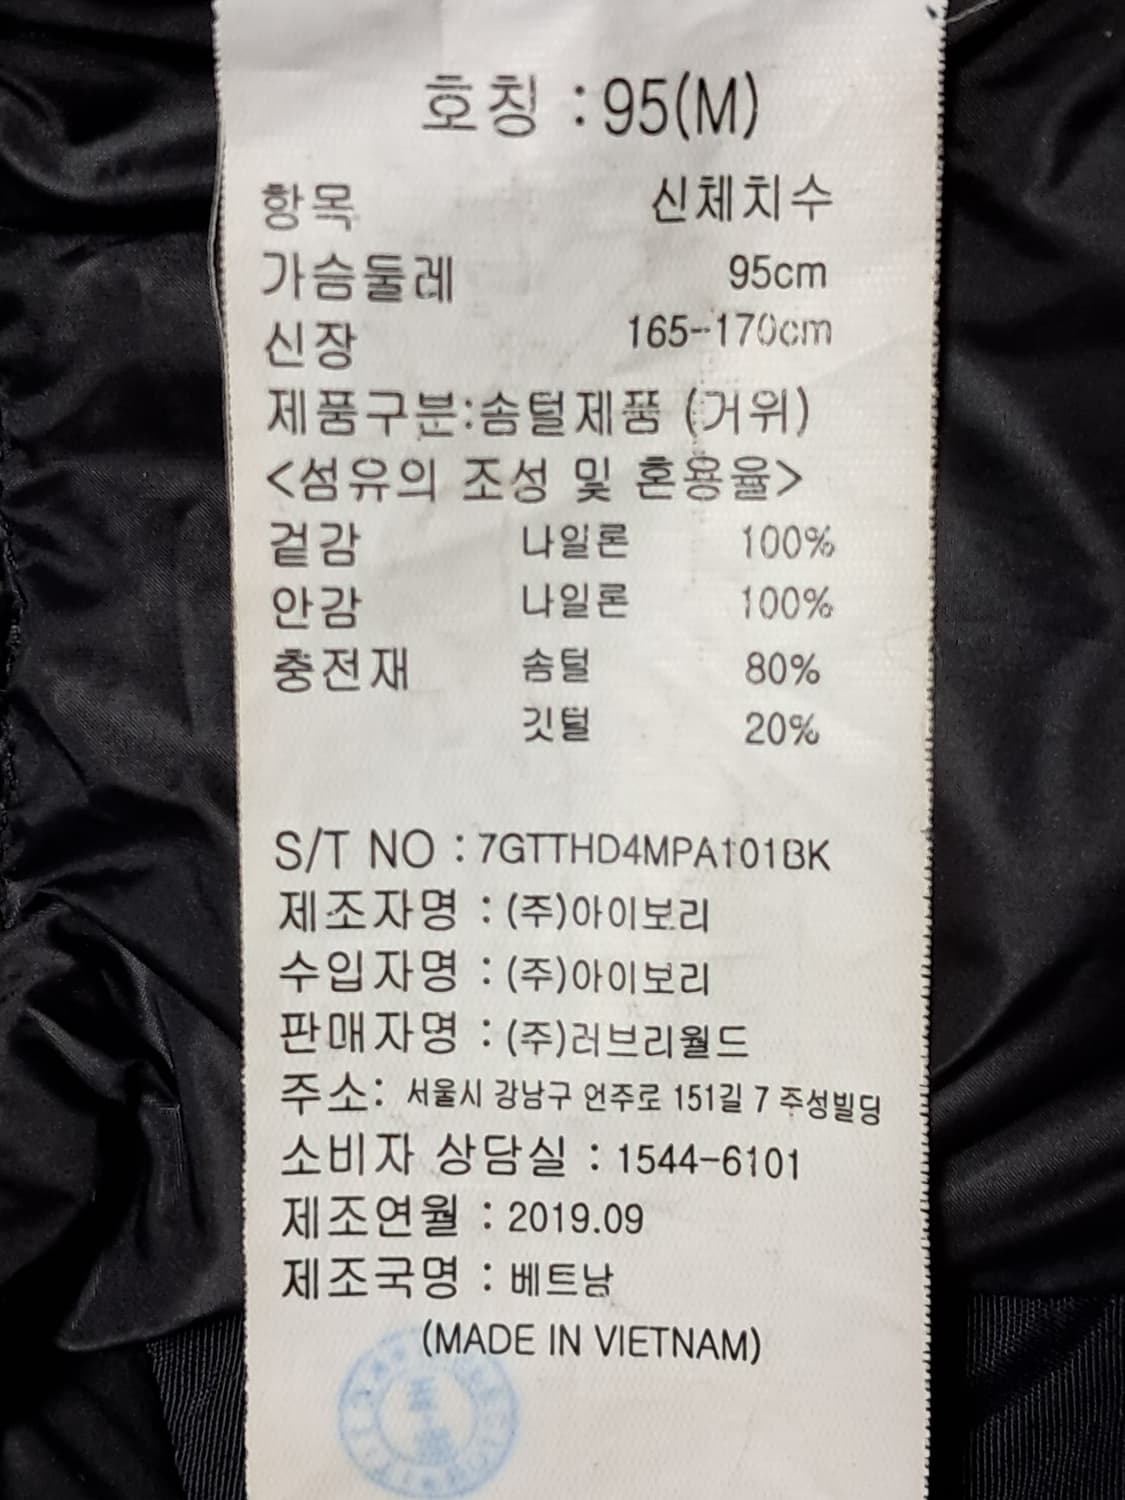 호칭 : 95(M)
항목 신체치수
가슴둘레 95cm
신장 165-170cm
제품구분:솜털제품 (거위)
<섬유의 조성 및 혼용율>
겉감 나일론 100%
안감 나일론 100%
충전재 솜털 80%
깃털 20%
S/T NO : 7GTTHD4MPA101BK
제조자명 : (주)아이보리
수입자명 : (주)아이보리
판매자명 : (주)러브리월드
주소: 서울시 강남구 언주로 151길 7 주성빌딩
소비자 상담실 : 1544-6101
제조연월 : 2019.09
제조국명 : 베트남
(MADE IN VIETNAM)